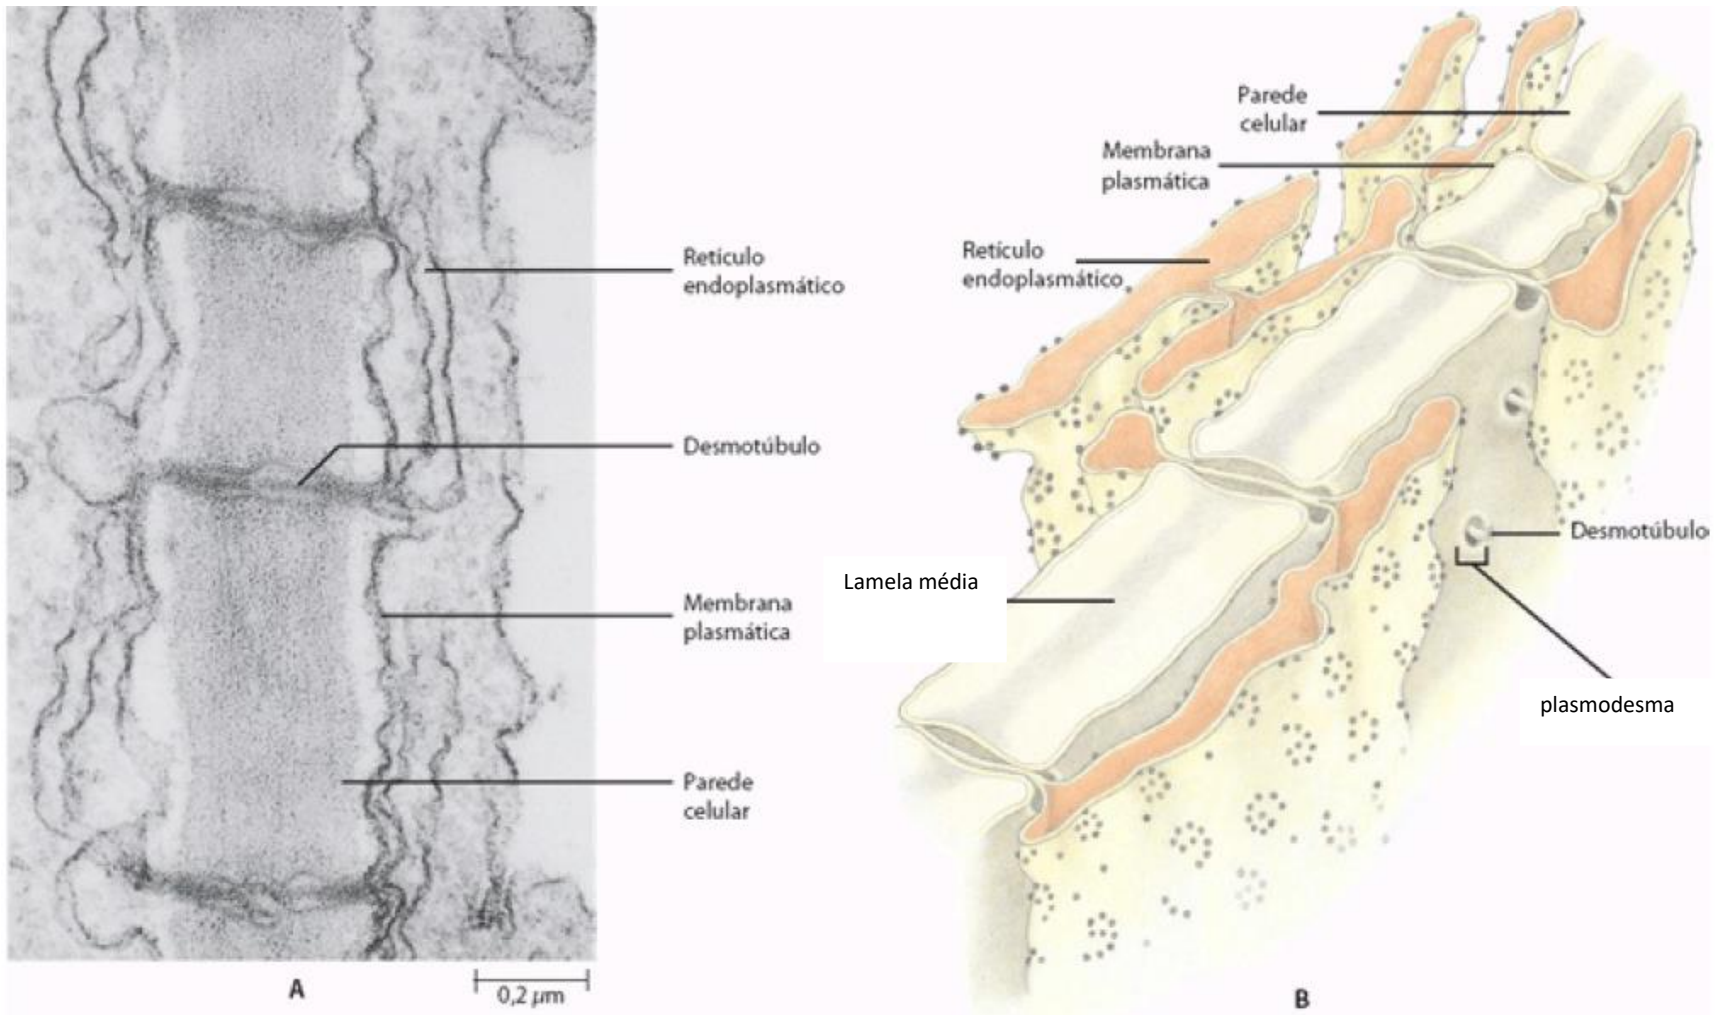 Retículo
endoplasmático
Desmotúbulo
Membrana
plasmática
Parede
celular
A
0,2 µm
Parede
celular
Membrana
plasmática
Retículo
endoplasmático
Lamela média
Desmotúbulo
plasmodesma
B